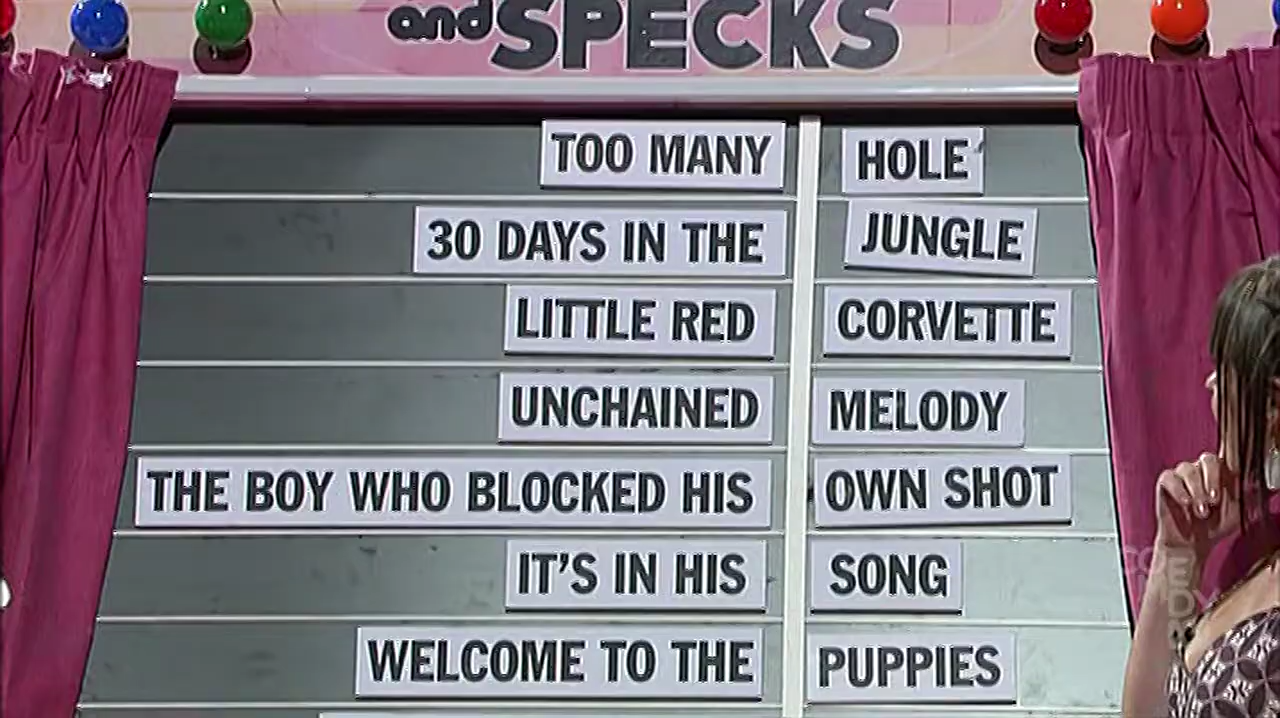 and SPECKS
TOO MANY HOLE
30 DAYS IN THE JUNGLE
LITTLE RED CORVETTE
UNCHAINED MELODY
THE BOY WHO BLOCKED HIS OWN SHOT
IT'S IN HIS SONG
WELCOME TO THE PUPPIES
COMEDY